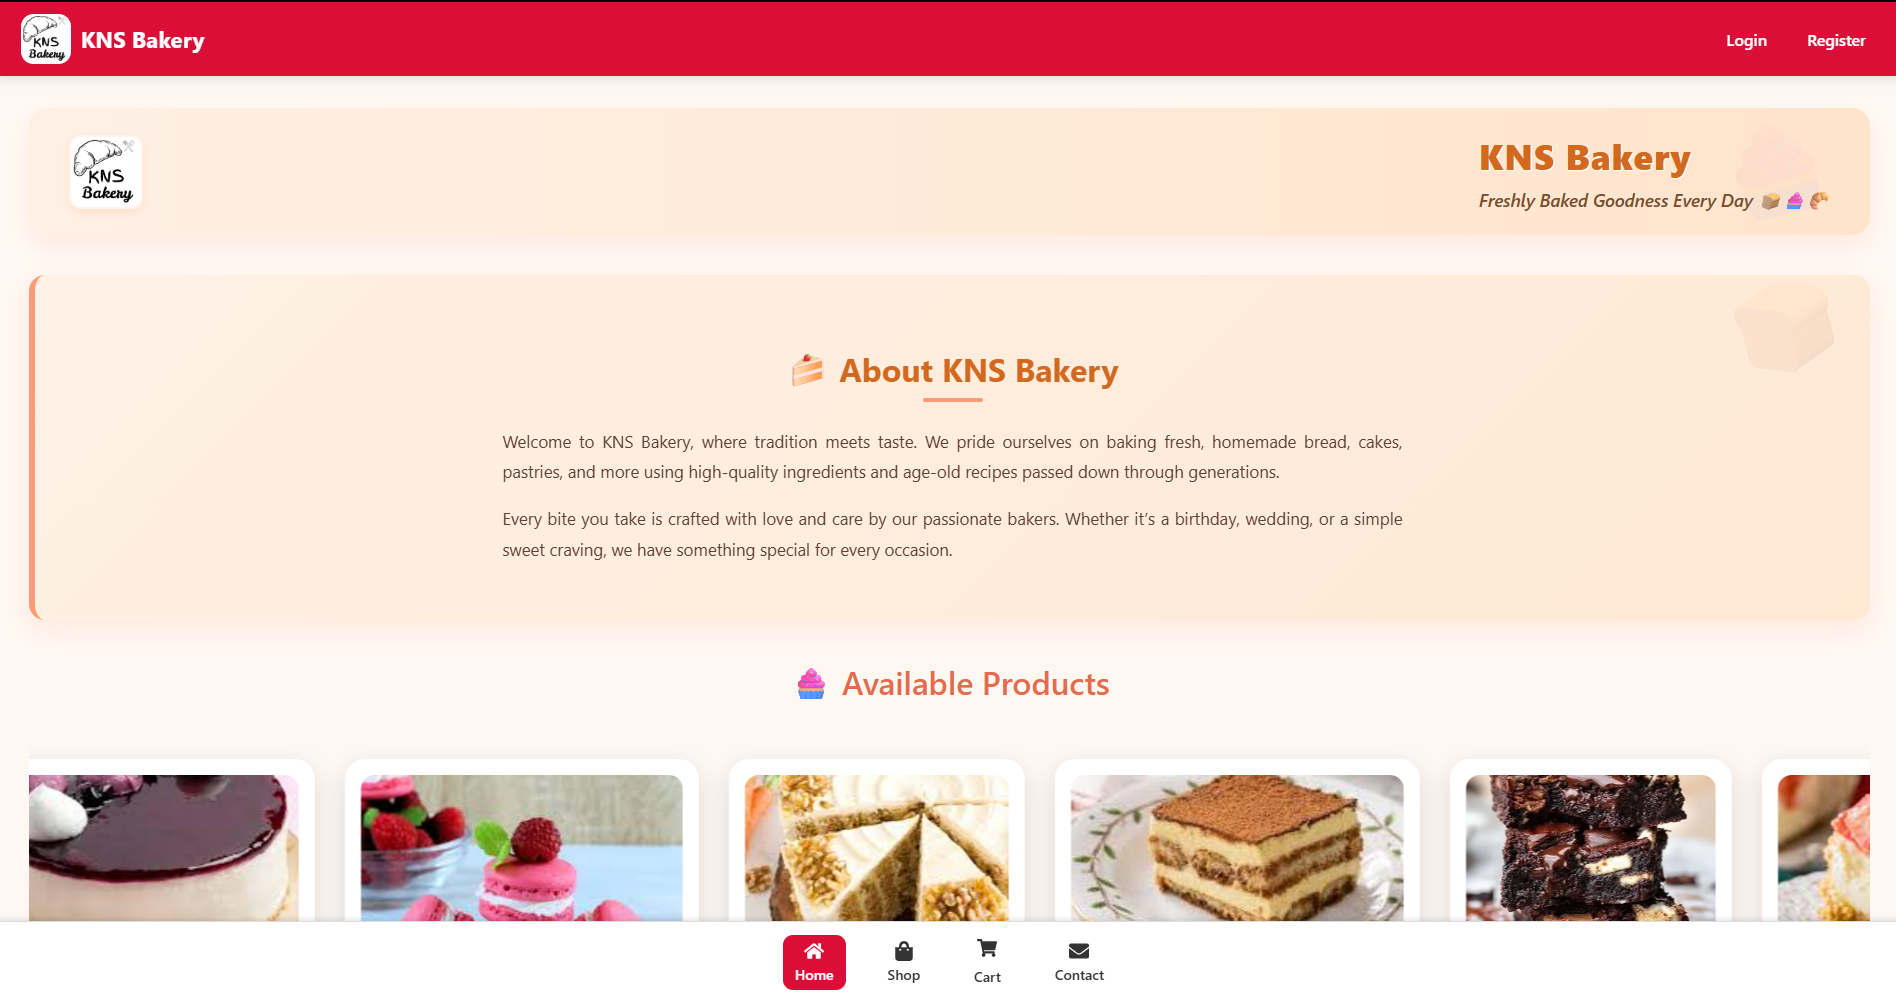 KNS
Bakery
KNS Bakery
Login
Register
KNS
Bakery
KNS Bakery
Freshly Baked Goodness Every Day
About KNS Bakery
Welcome to KNS Bakery, where tradition meets taste. We pride ourselves on baking fresh, homemade bread, cakes,
pastries, and more using high-quality ingredients and age-old recipes passed down through generations.
Every bite you take is crafted with love and care by our passionate bakers. Whether it’s a birthday, wedding, or a simple
sweet craving, we have something special for every occasion.
Available Products
Home
Shop
Cart
Contact